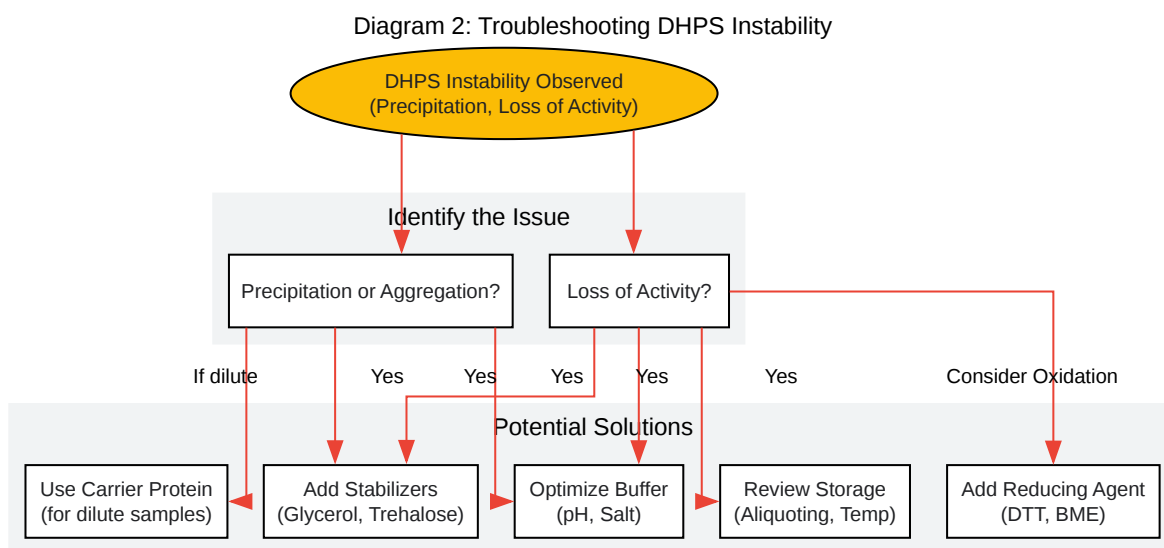 Diagram 2: Troubleshooting DHPS Instability
DHPS Instability Observed
(Precipitation, Loss of Activity)
Identify the Issue
Precipitation or Aggregation?
Loss of Activity?
If dilute
Yes
Yes
Yes
Yes
Yes
Consider Oxidation
Potential Solutions
Use Carrier Protein
(for dilute samples)
Add Stabilizers
(Glycerol, Trehalose)
Optimize Buffer
(pH, Salt)
Review Storage
(Aliquoting, Temp)
Add Reducing Agent
(DTT, BME)